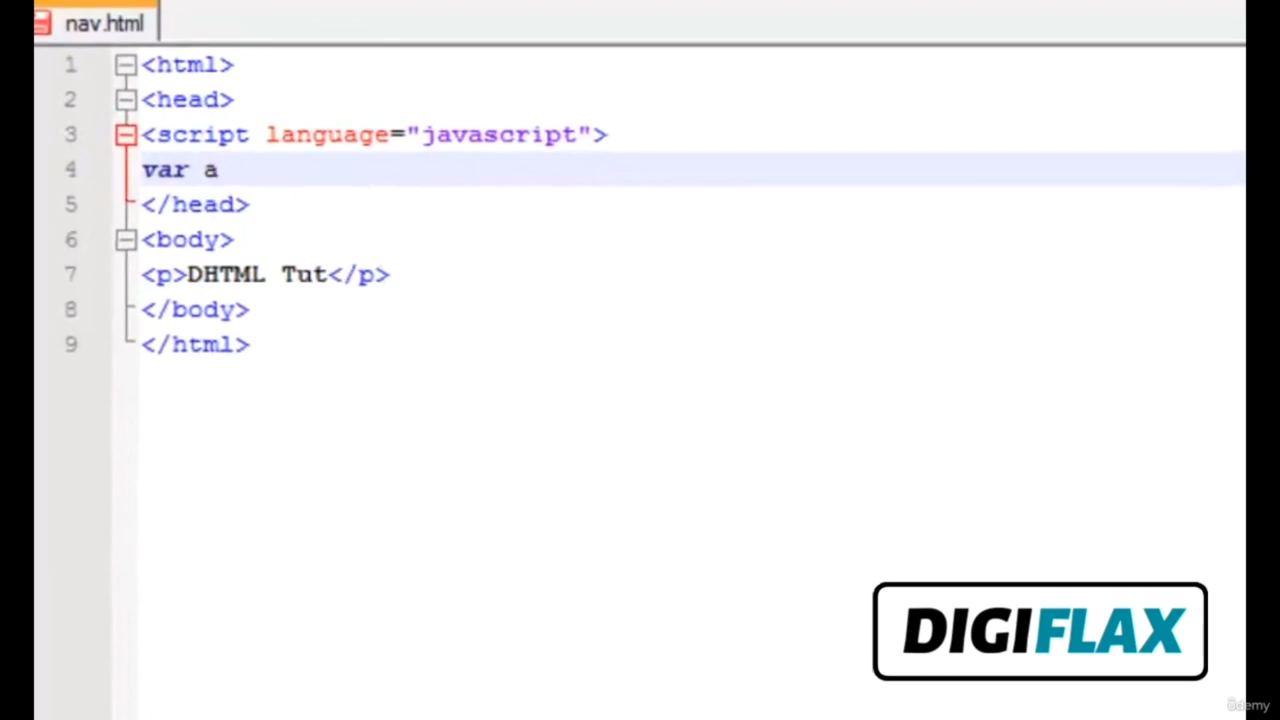 nav.html
1 <html>
2 <head>
3 <script language="javascript">
4 var a
5 </head>
6 <body>
7 <p>DHTML Tut</p>
8 </body>
9 </html>
DIGIFLAX
ûdemy